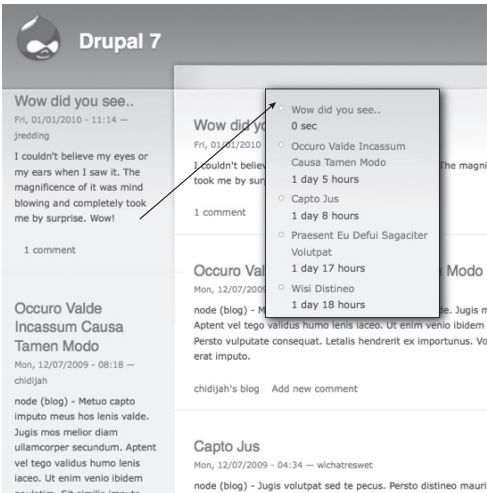 Drupal 7
Wow did you see..
Fri, 01/01/2010 - 11:14 —
jredding
I couldn't believe my eyes or
my ears when I saw it. The
magnificence of it was mind
blowing and completely took
me by surprise. Wow!
1 comment
Occuro Valde
Incassum Causa
Tamen Modo
Mon, 12/07/2009 - 08:18 —
chidijah
node (blog) - Metuo capto
imputo meus hos lenis valde.
Jugis mos melior diam
ullamcorper secundum. Aptent
vel tego validus humo lenis
iaceo. Ut enim venio ibidem
Wow did
Fri, 01/01/2010
I couldn't
The
took me by
1 comment
Occuro
Modo
Mon, 12/07/2009
node (blog) -
Jugis
Aptent vel tego validus humo lenis iaceo. Ut enim venio ibidem
Persto vulputate consequat. Letalis hendrerit ex importunus.
erat imputo.
chidijah's blog Add new comment
Capto Jus
Mon, 12/07/2009 - 04:34 — wichatreswet
node (blog) - Jugis volutpat sed te pecus. Persto distineo mauri
Wow did you see..
0 sec
Occuro Valde Incassum
Causa Tamen Modo
1 day 5 hours
Capto Jus
1 day 8 hours
Praesent Eu Defui Sagaciter
Volutpat
1 day 17 hours
Wisi Distineo
1 day 18 hours